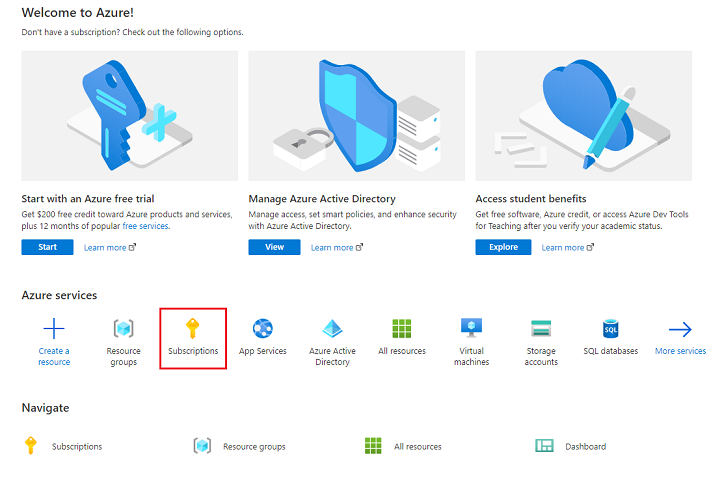 Welcome to Azure!
Don't have a subscription? Check out the following options.
Start with an Azure free trial
Get $200 free credit toward Azure products and services,
plus 12 months of popular free services.
Start
Learn more
Manage Azure Active Directory
Manage access, set smart policies, and enhance security
with Azure Active Directory.
View
Learn more
Access student benefits
Get free software, Azure credit, or access Azure Dev Tools
for Teaching after you verify your academic status.
Explore
Learn more
Azure services
Create a
resource
Resource
groups
Subscriptions
App Services
Azure Active
Directory
All resources
Virtual
machines
Storage
accounts
SQL
SQL databases
More services
Navigate
Subscriptions
Resource groups
All resources
Dashboard